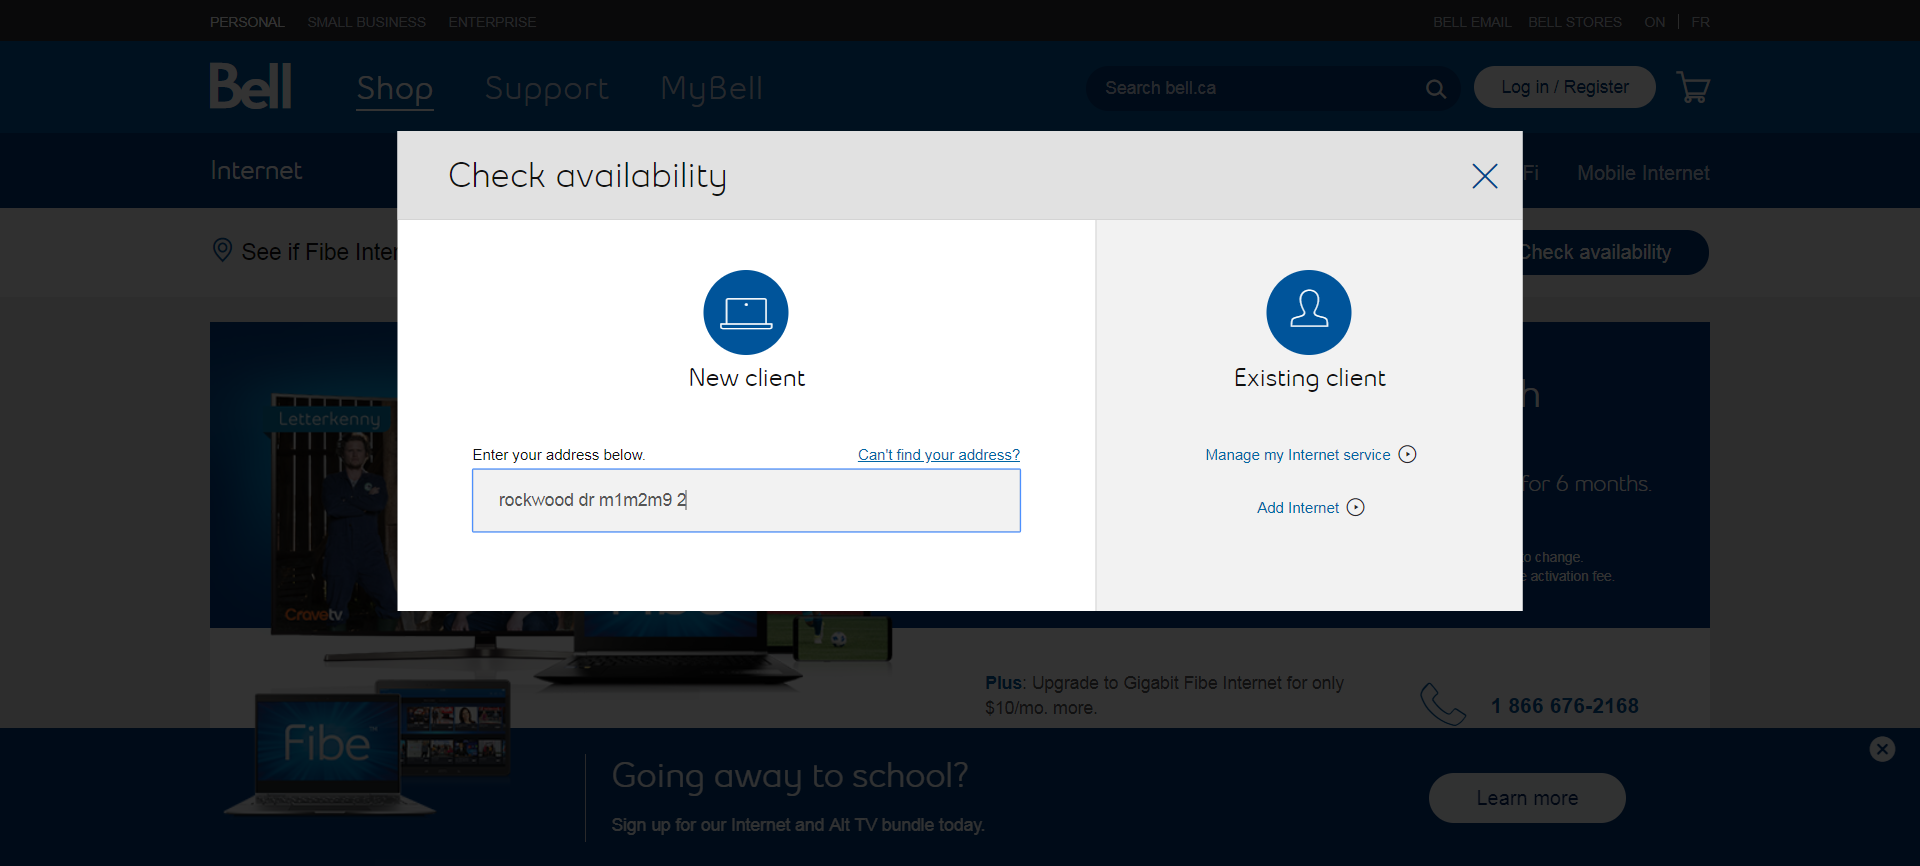 PERSONAL SMALL BUSINESS ENTERPRISE BELL EMAIL BELL STORES ON FR
Bell Shop Support MyBell Search bell.ca Log in / Register
Internet Fi Mobile Internet
See if Fibe Inter Check availability
Check availability
New client
Enter your address below. Can't find your address?
rockwood dr m1m2m9 2
Existing client
Manage my Internet service
Add Internet
Letterkenny
Cravetv
h
for 6 months.
to change.
activation fee.
Plus: Upgrade to Gigabit Fibe Internet for only
$10/mo. more.
1 866 676-2168
Fibe™
Going away to school?
Sign up for our Internet and Alt TV bundle today.
Learn more